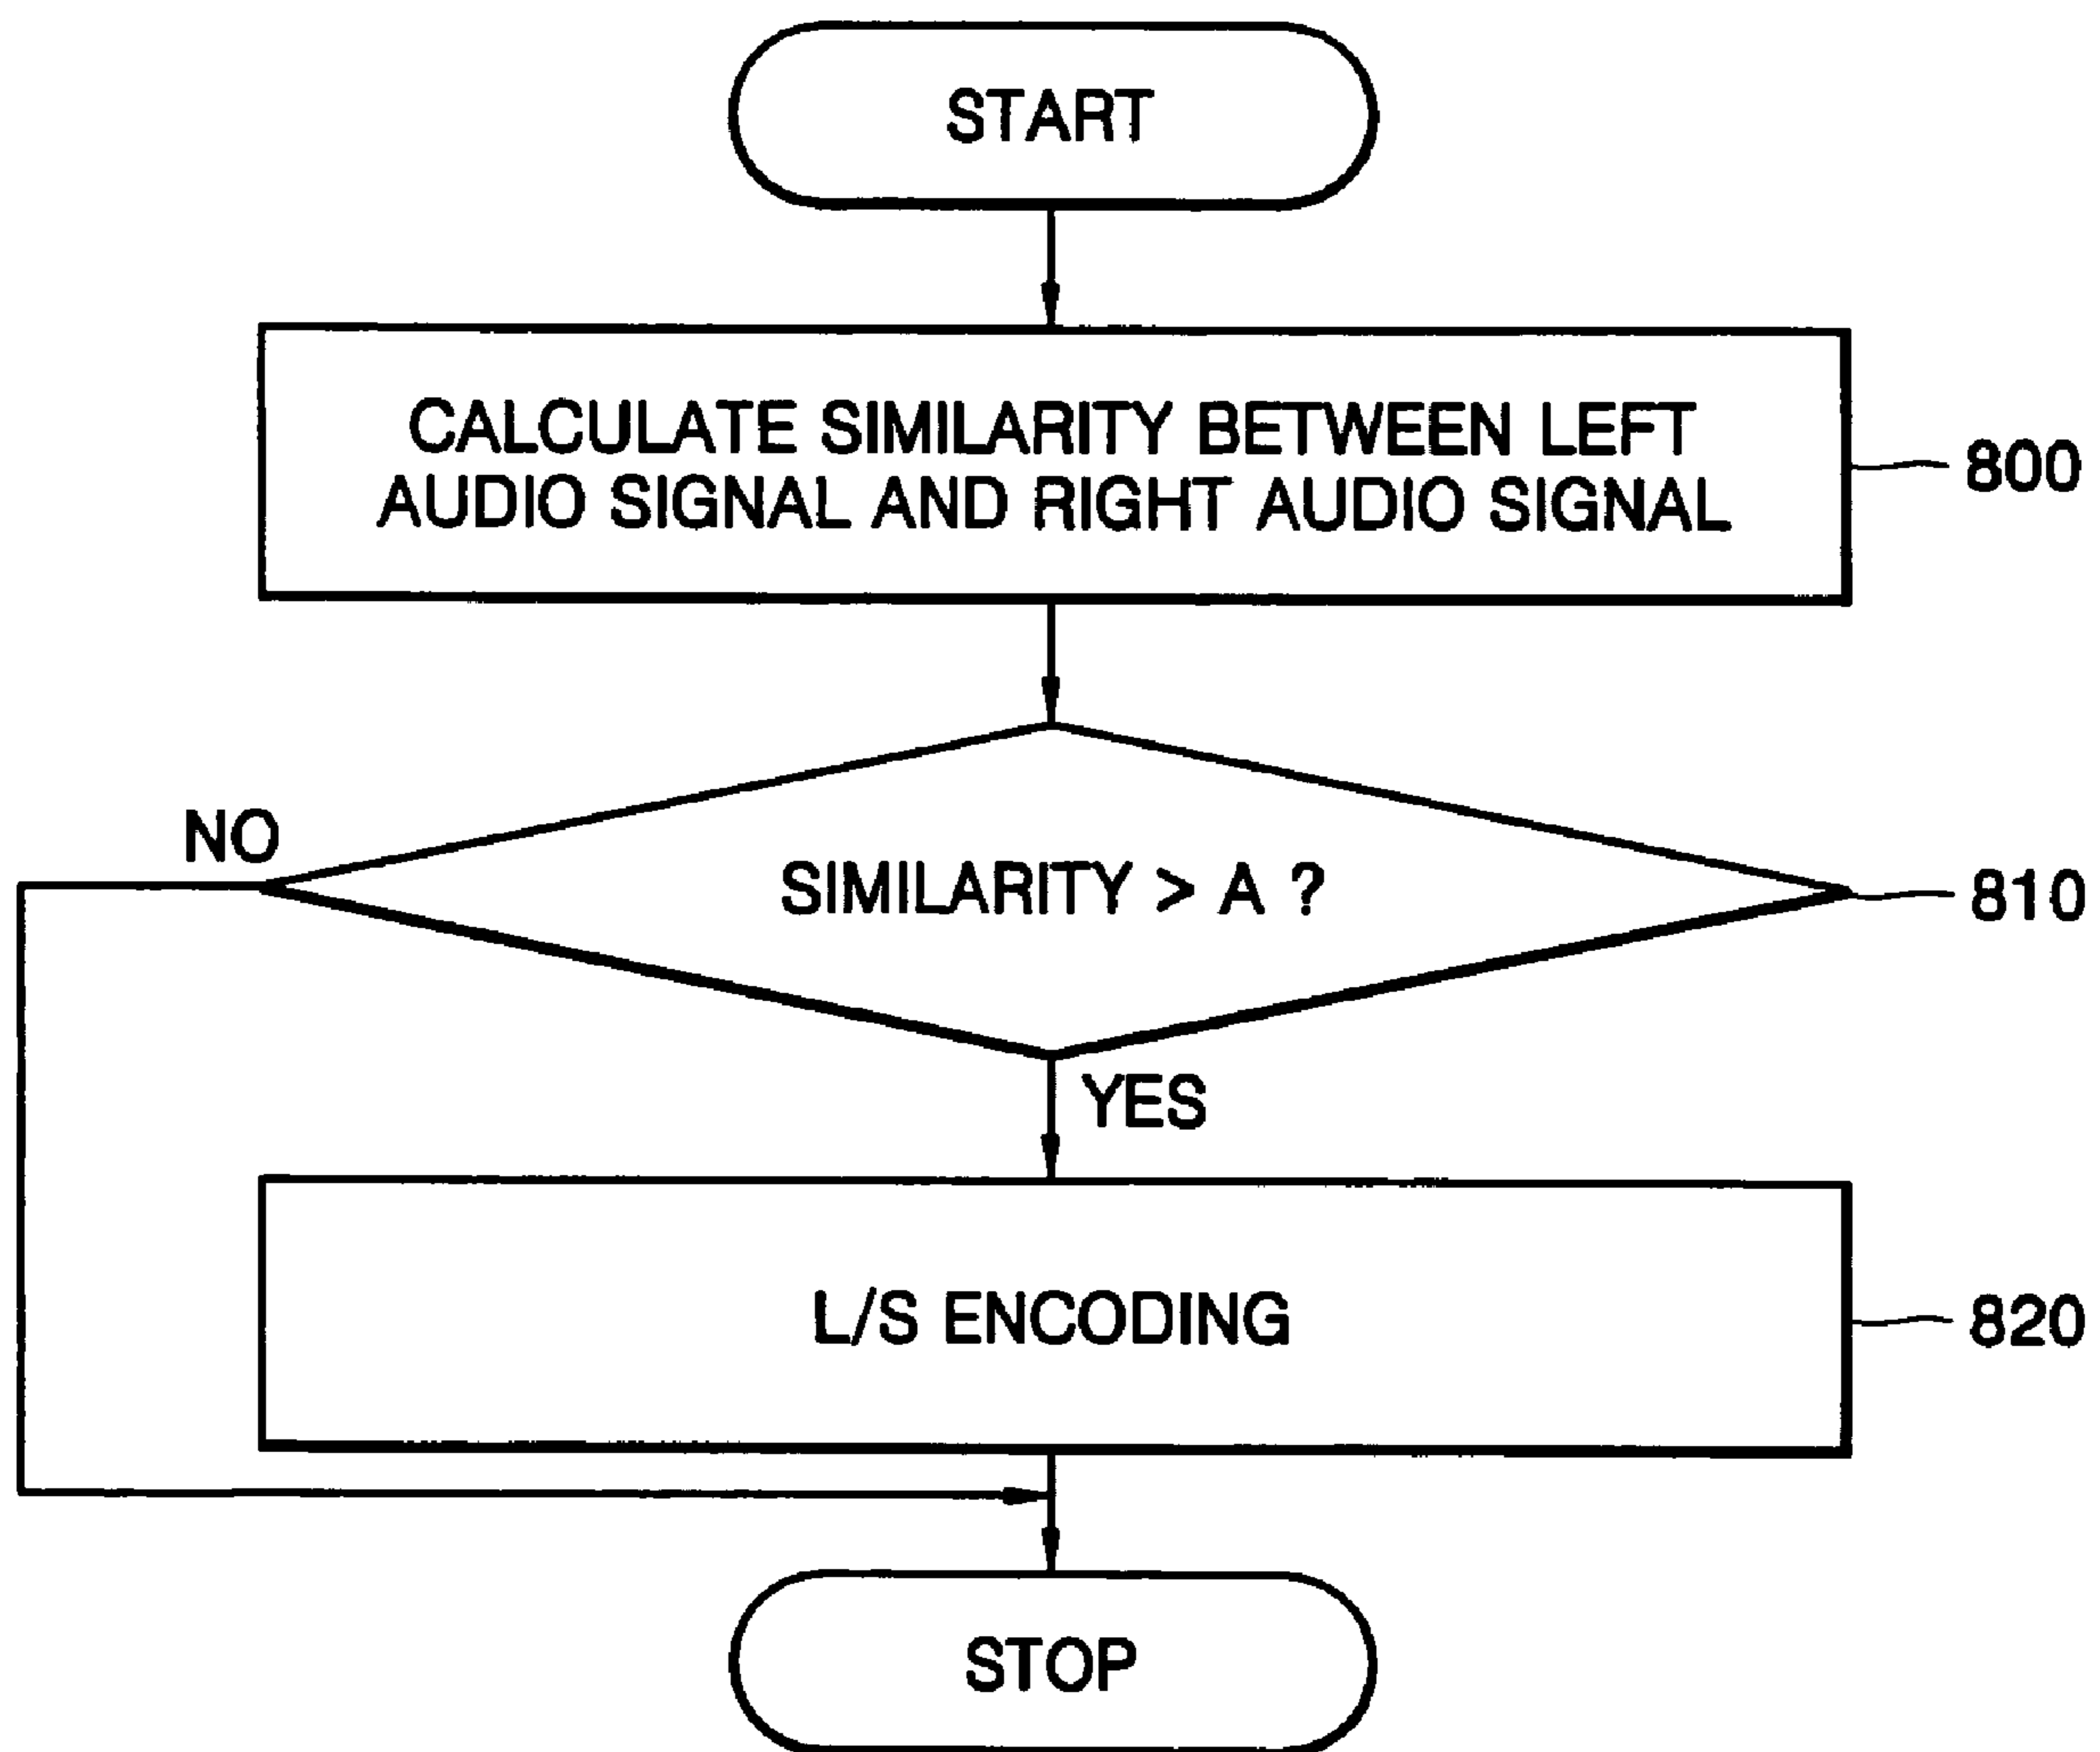 START
CALCULATE SIMILARITY BETWEEN LEFT
AUDIO SIGNAL AND RIGHT AUDIO SIGNAL
800
NO
SIMILARITY > A ?
810
YES
L/S ENCODING
820
STOP